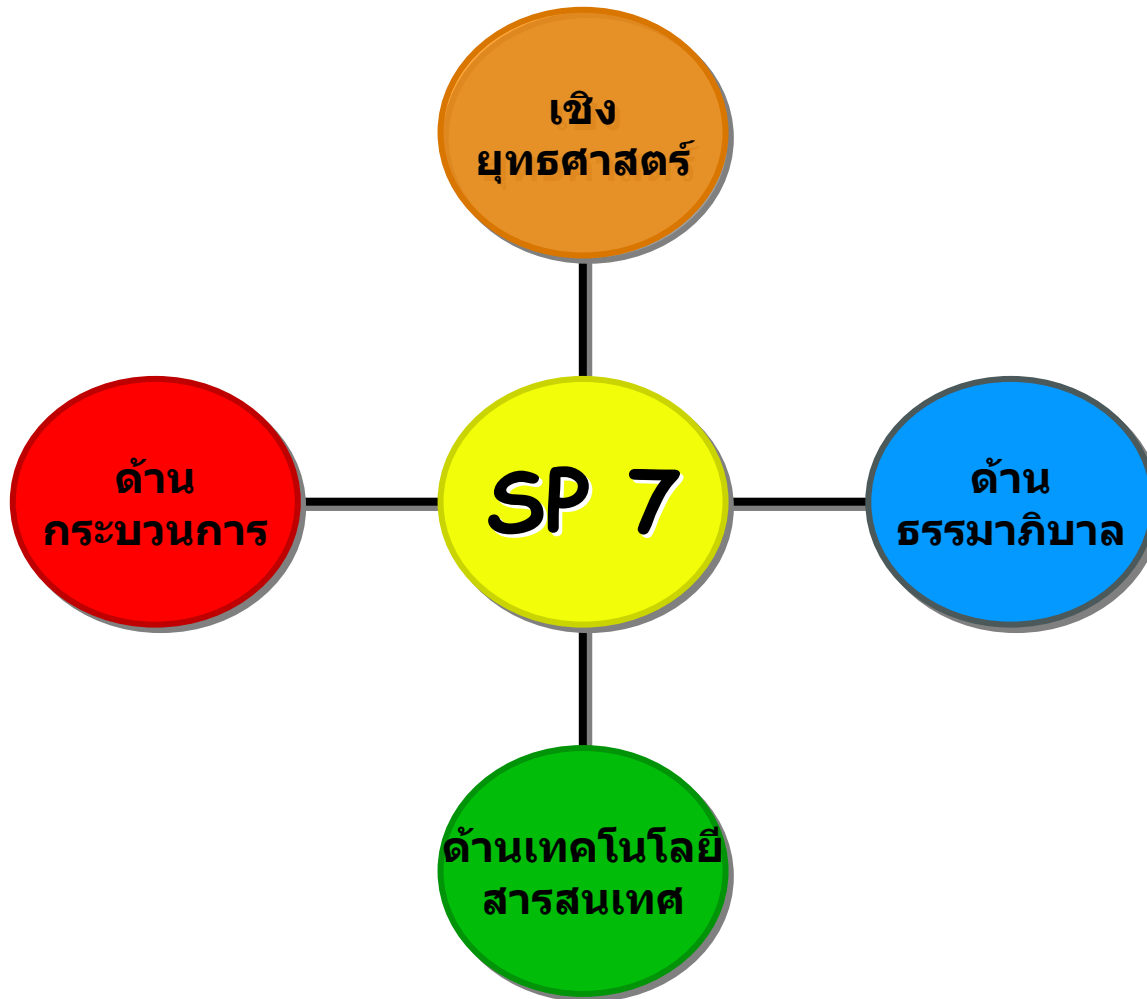 เชิง
ยุทธศาสตร์
ด้าน
กระบวนการ
SP 7
ด้าน
ธรรมาภิบาล
ด้านเทคโนโลยี
สารสนเทศ